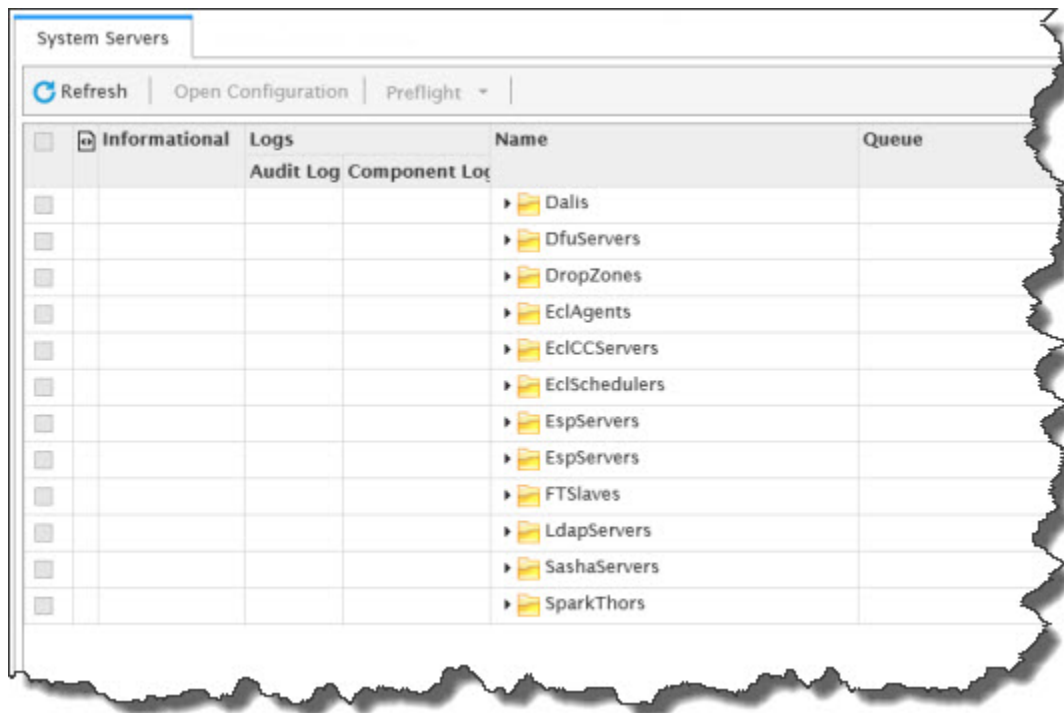 System Servers
Refresh Open Configuration Preflight
Informational Logs Name Queue
Audit Log Component Log
Dalis
DfuServers
DropZones
EclAgents
EclCCServers
EclSchedulers
EspServers
EspServers
FTSlaves
LdapServers
SashaServers
SparkThors